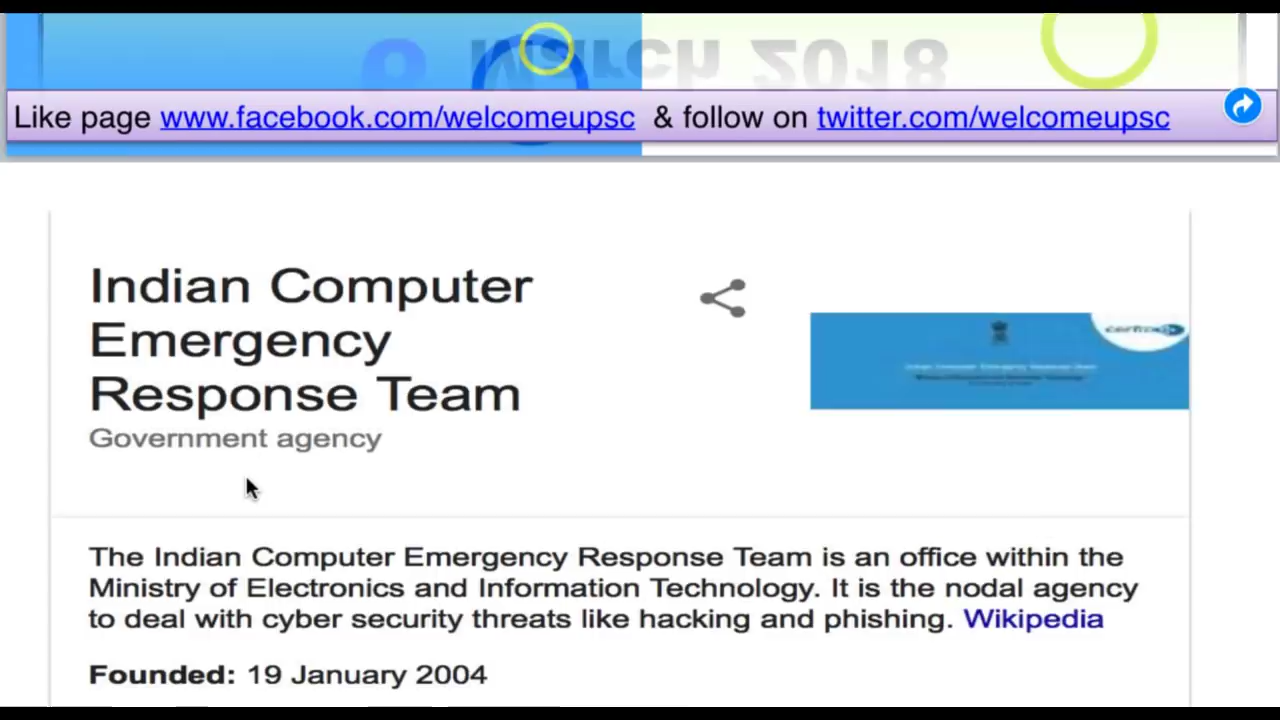 March 2018
Like page www.facebook.com/welcomeupsc & follow on twitter.com/welcomeupsc
Indian Computer
Emergency
Response Team
Government agency
The Indian Computer Emergency Response Team is an office within the
Ministry of Electronics and Information Technology. It is the nodal agency
to deal with cyber security threats like hacking and phishing. Wikipedia
Founded: 19 January 2004